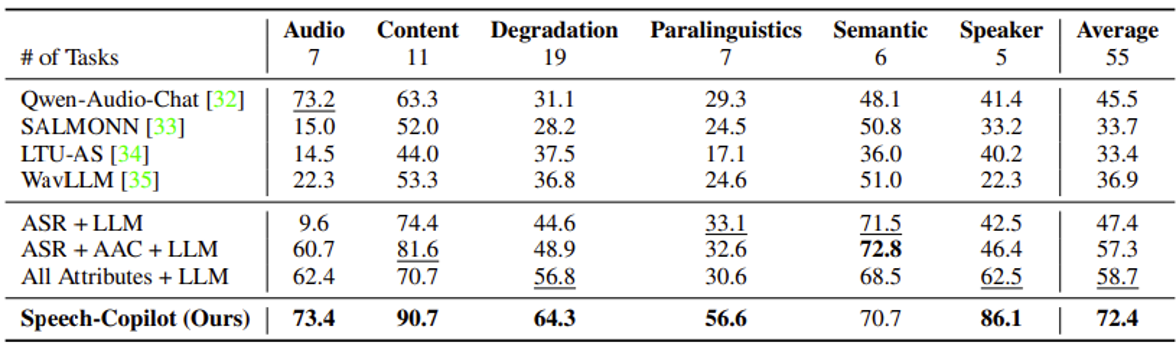 Audio Content Degradation Paralinguistics Semantic Speaker Average
# of Tasks 7 11 19 7 6 5 55
Qwen-Audio-Chat [32] 73.2 63.3 31.1 29.3 48.1 41.4 45.5
SALMONN [33] 15.0 52.0 28.2 24.5 50.8 33.2 33.7
LTU-AS [34] 14.5 44.0 37.5 17.1 36.0 40.2 33.4
WavLLM [35] 22.3 53.3 36.8 24.6 51.0 22.3 36.9
ASR + LLM 9.6 74.4 44.6 33.1 71.5 42.5 47.4
ASR + AAC + LLM 60.7 81.6 48.9 32.6 72.8 46.4 57.3
All Attributes + LLM 62.4 70.7 56.8 30.6 68.5 62.5 58.7
Speech-Copilot (Ours) 73.4 90.7 64.3 56.6 70.7 86.1 72.4